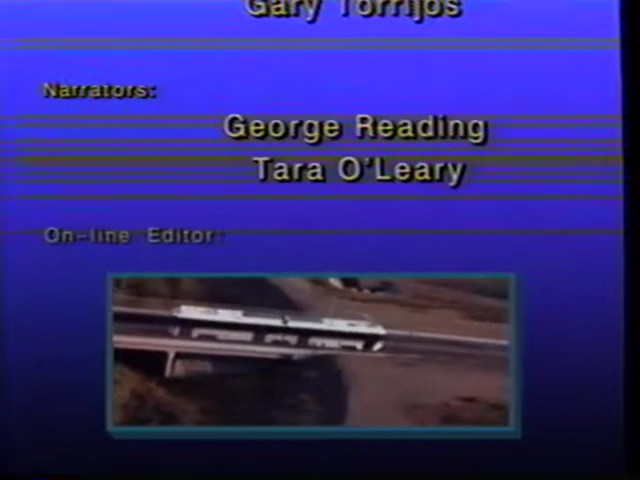 Gary Torrijos
Narrators:
George Reading
Tara O'Leary
On-line Editor: